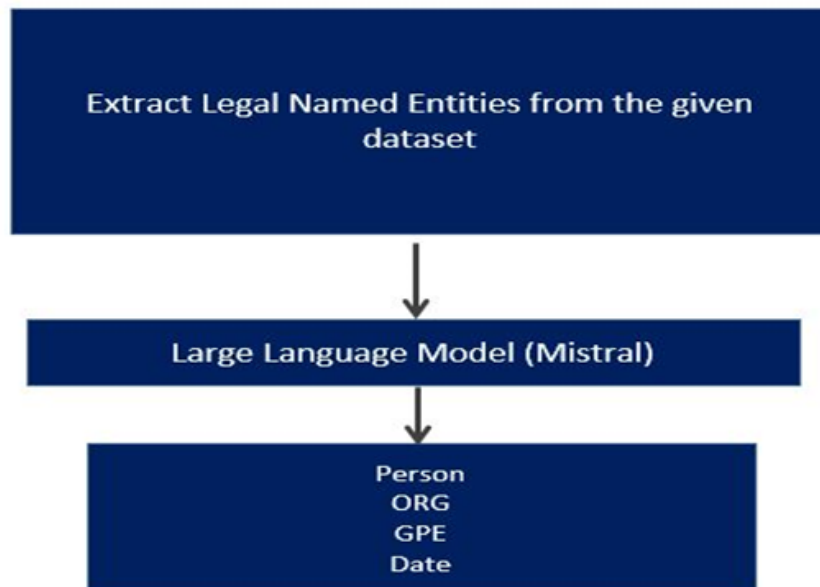 Extract Legal Named Entities from the given
dataset
Large Language Model (Mistral)
Person
ORG
GPE
Date